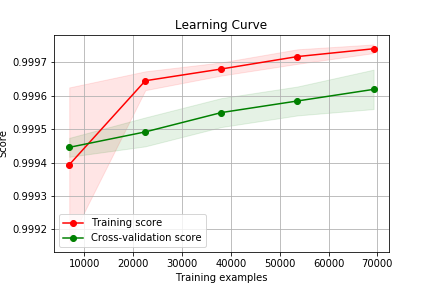 Learning Curve
0.9997
0.9996
0.9995
0.9994
0.9993
0.9992
Score
Training score
Cross-validation score
10000 20000 30000 40000 50000 60000 70000
Training examples